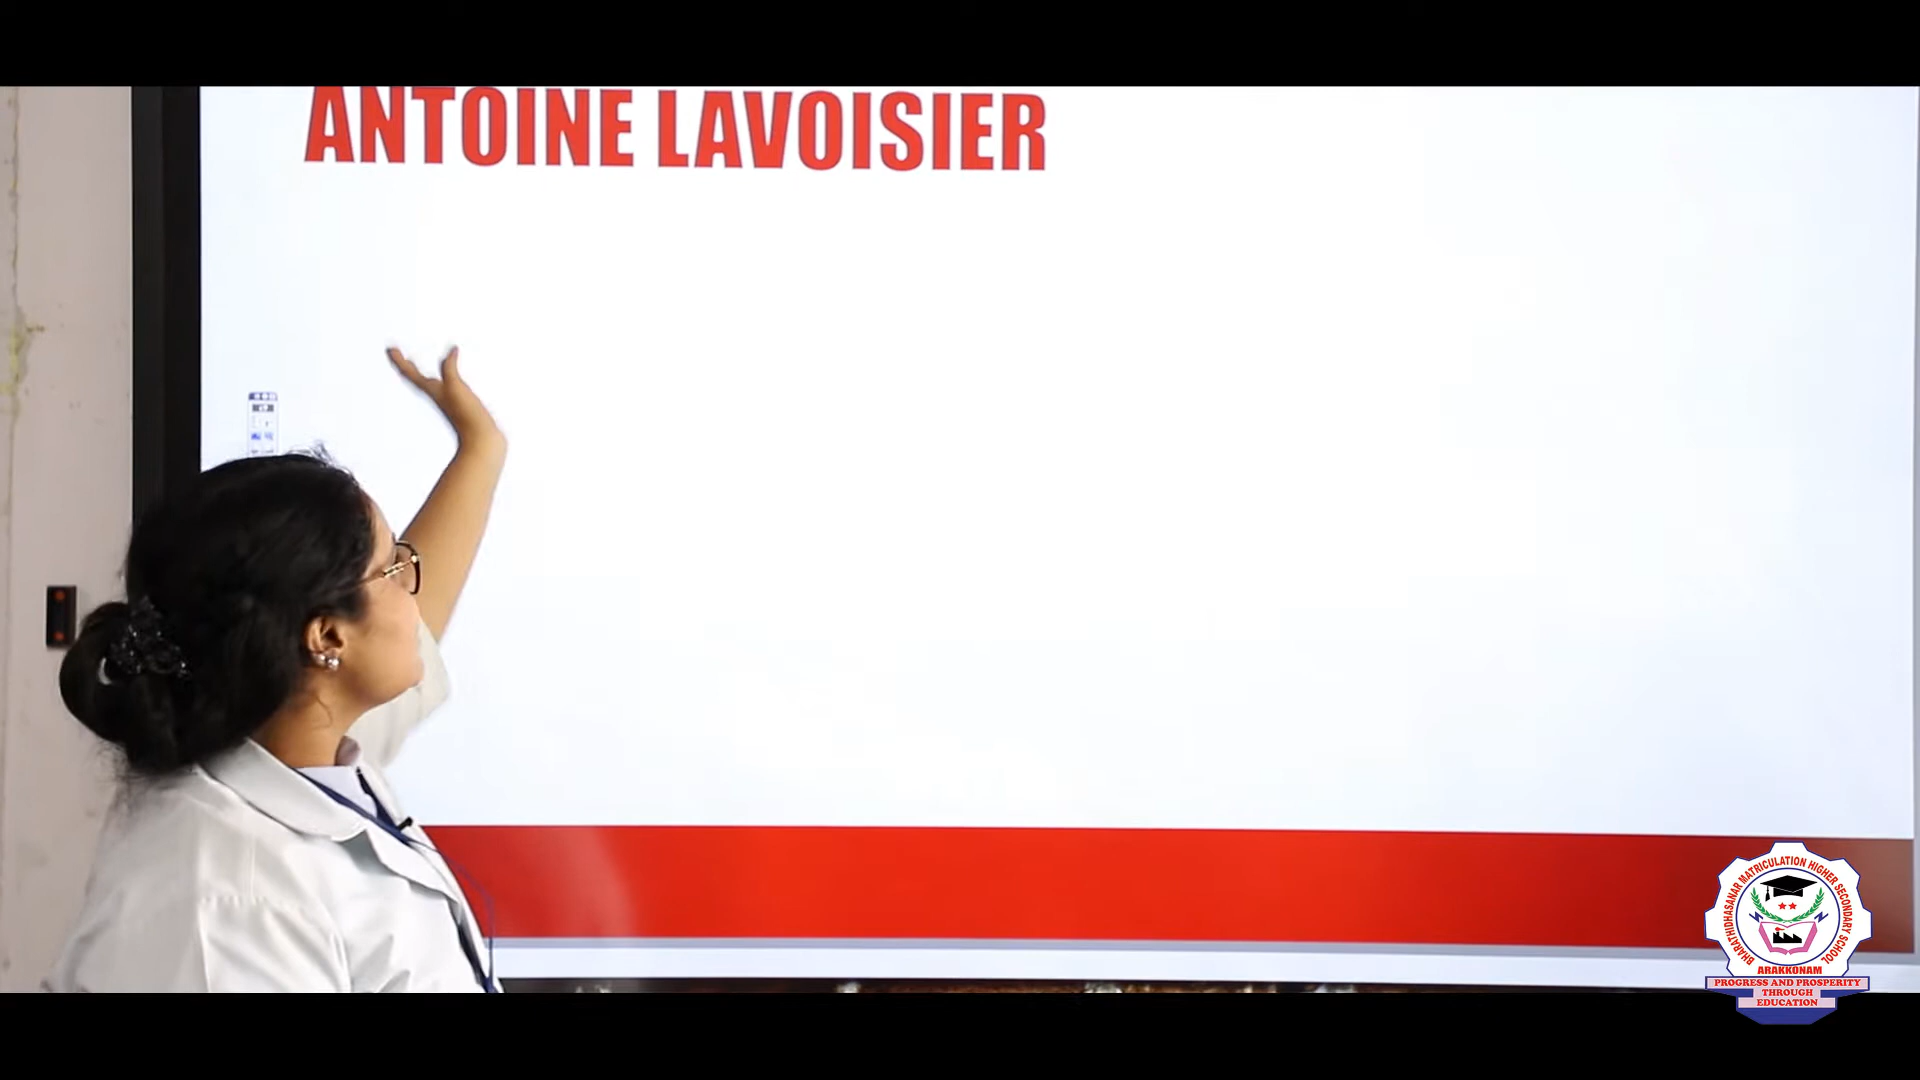 ANTOINE LAVOISIER
BHARATHIDHASANAR MATRICULATION HIGHER SECONDARY SCHOOL
ARAKKONAM
PROGRESS AND PROSPERITY
THROUGH
EDUCATION